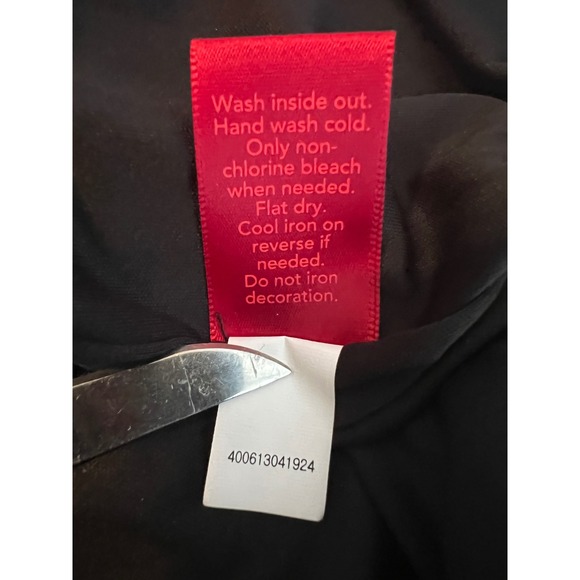 Wash inside out.
Hand wash cold.
Only non-
chlorine bleach
when needed.
Flat dry.
Cool iron on
reverse if
needed.
Do not iron
decoration.
400613041924